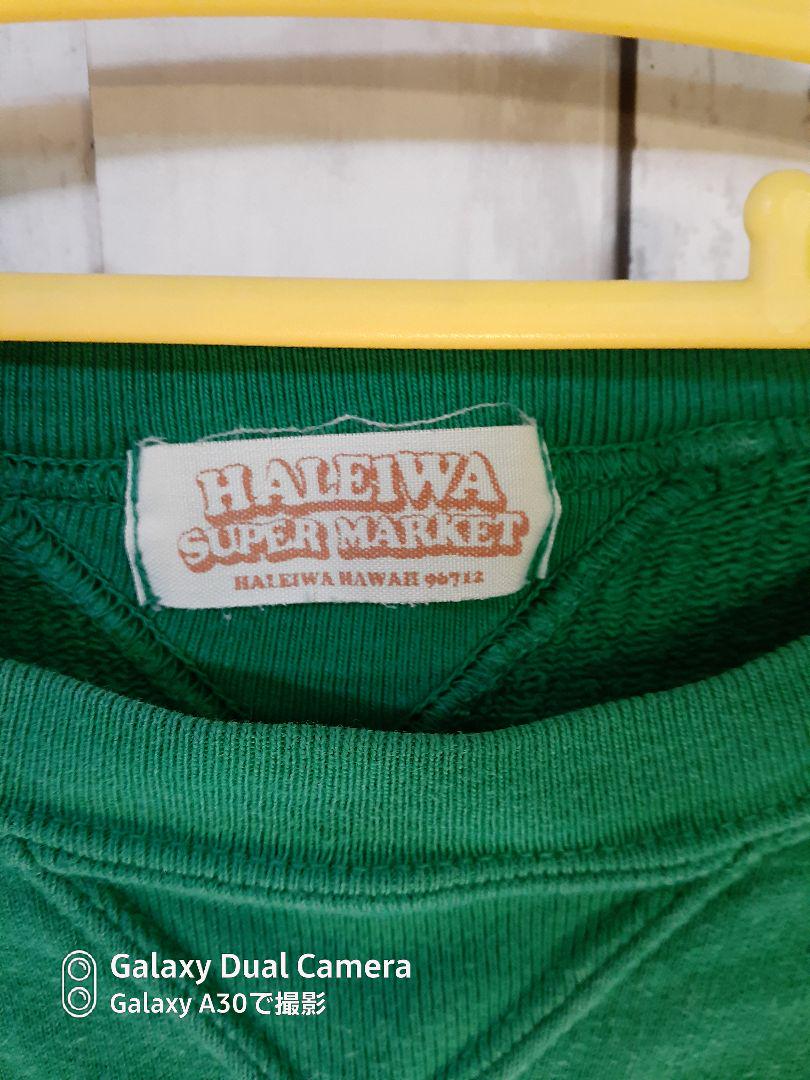 HALEIWA
SUPER MARKET
HALEIWA HAWAII 96712
Galaxy Dual Camera
Galaxy A30で撮影